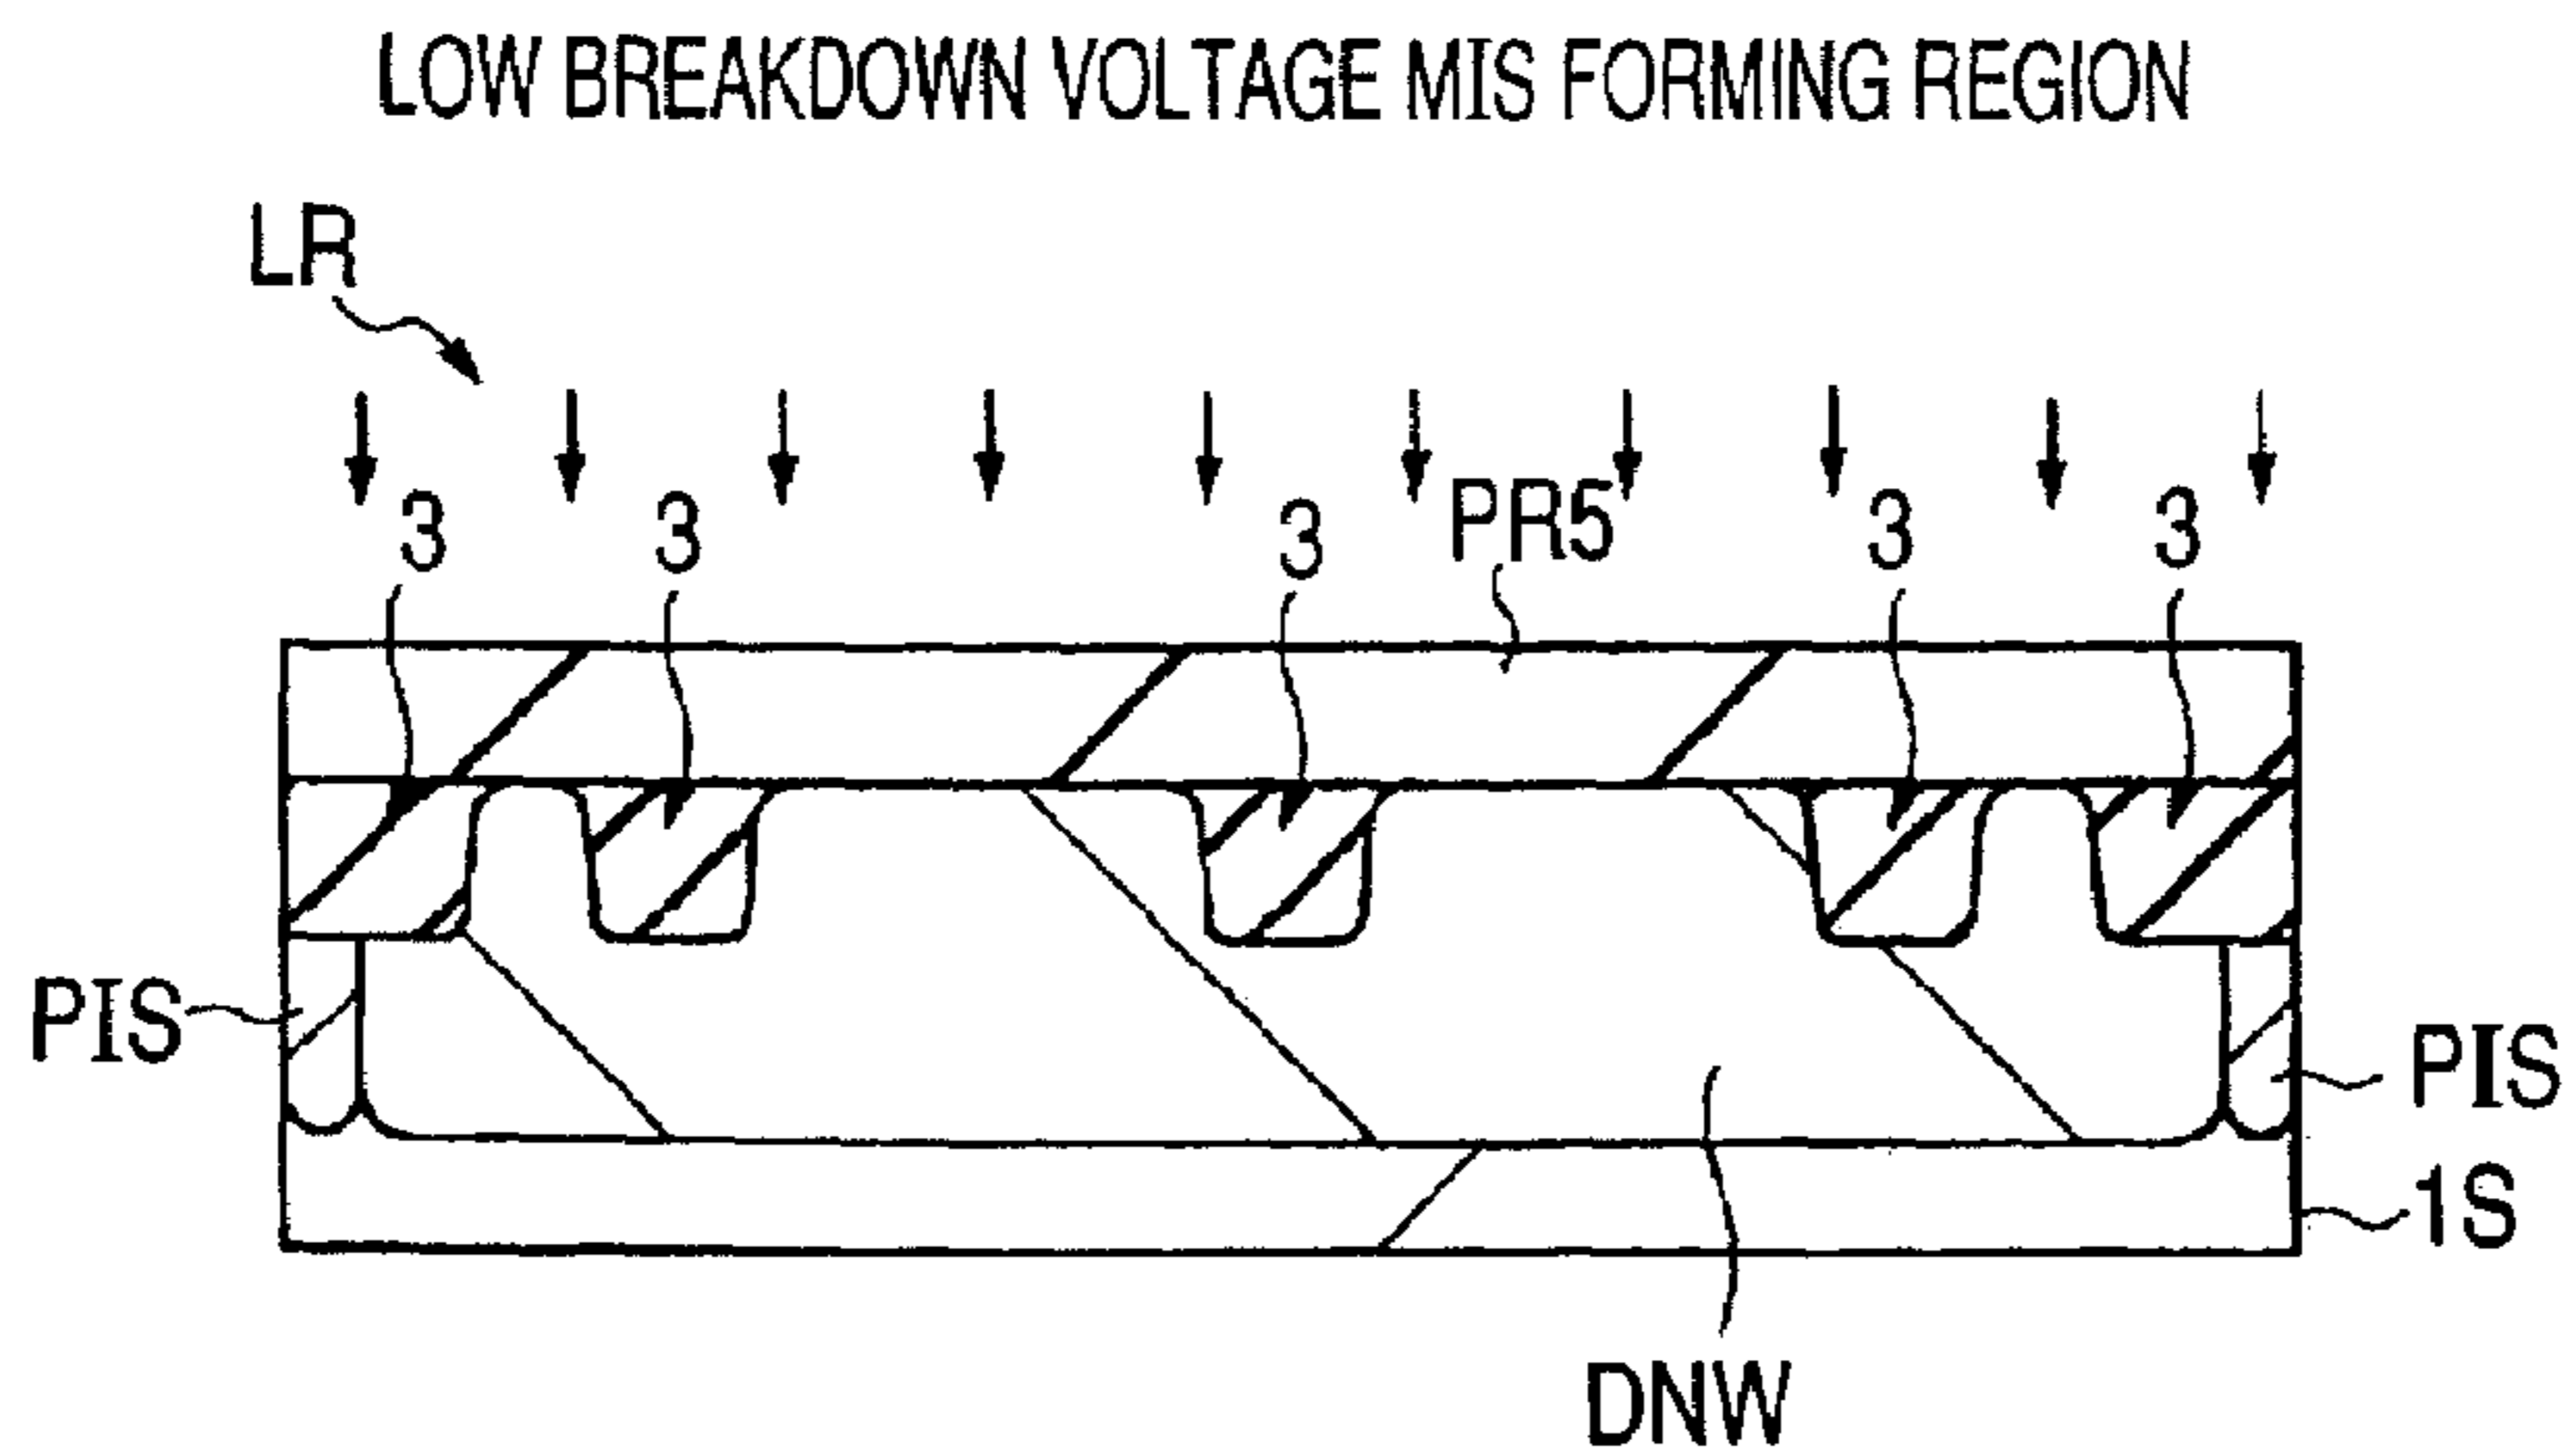 LOW BREAKDOWN VOLTAGE MIS FORMING REGION
LR
3 3 3 PR5 3 3
PIS
PIS
1S
DNW